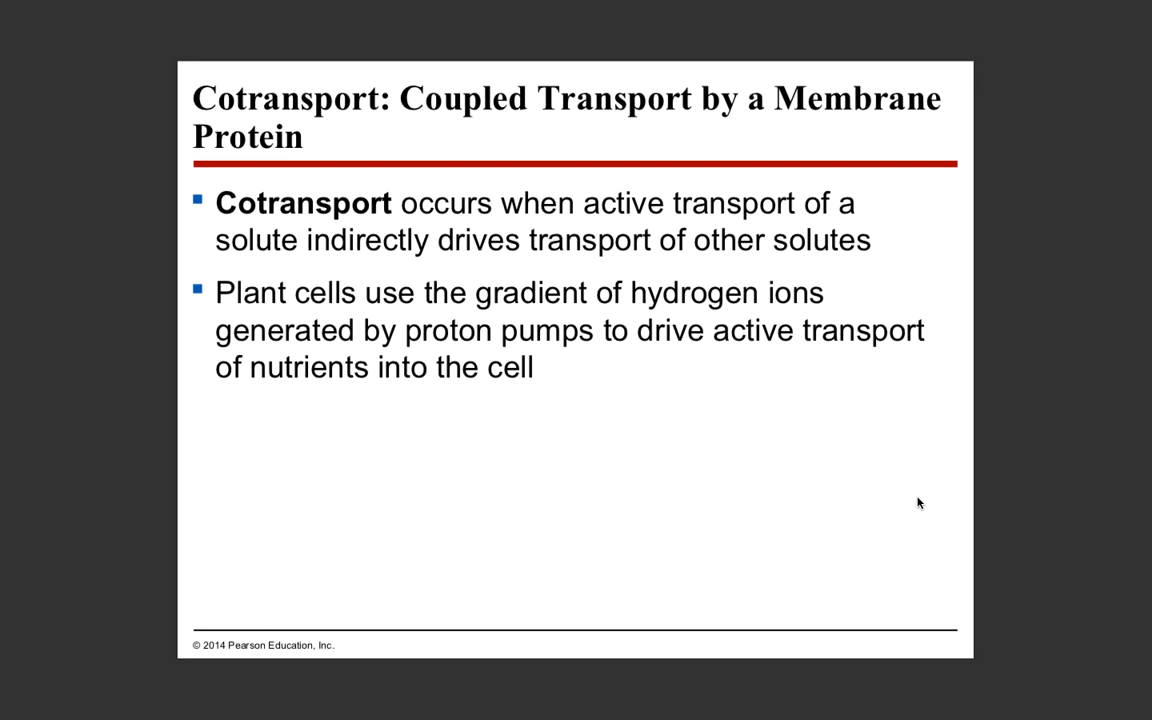 Cotransport: Coupled Transport by a Membrane
Protein
Cotransport occurs when active transport of a
solute indirectly drives transport of other solutes
Plant cells use the gradient of hydrogen ions
generated by proton pumps to drive active transport
of nutrients into the cell
© 2014 Pearson Education, Inc.